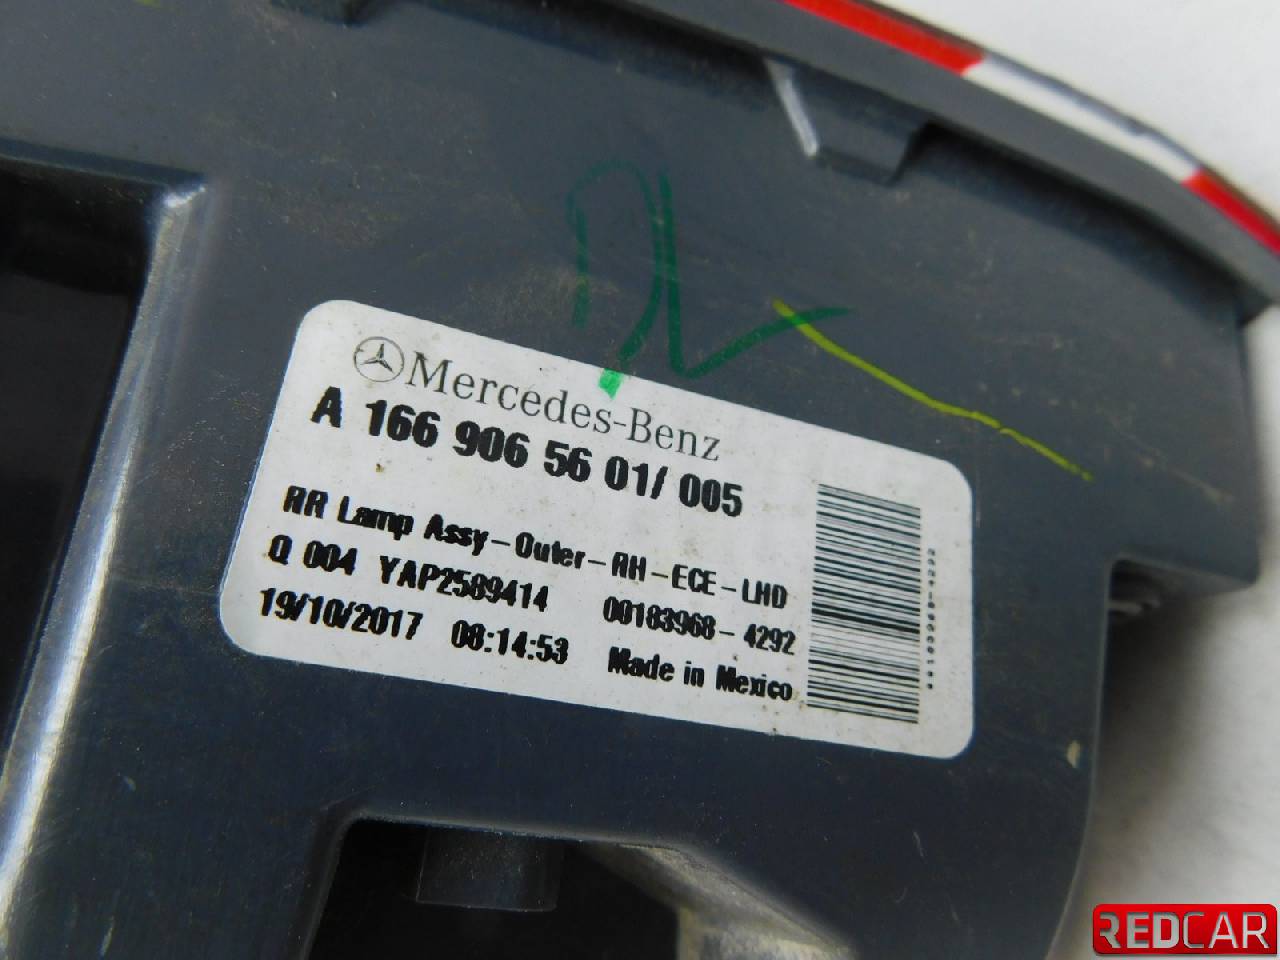 Mercedes-Benz
A 166 906 56 01/ 005
RR Lamp Assy-Outer-RH-ECE-LHD
Q 004 YAP2589414 00183968-4292
19/10/2017 08:14:53 Made in Mexico
REDCAR